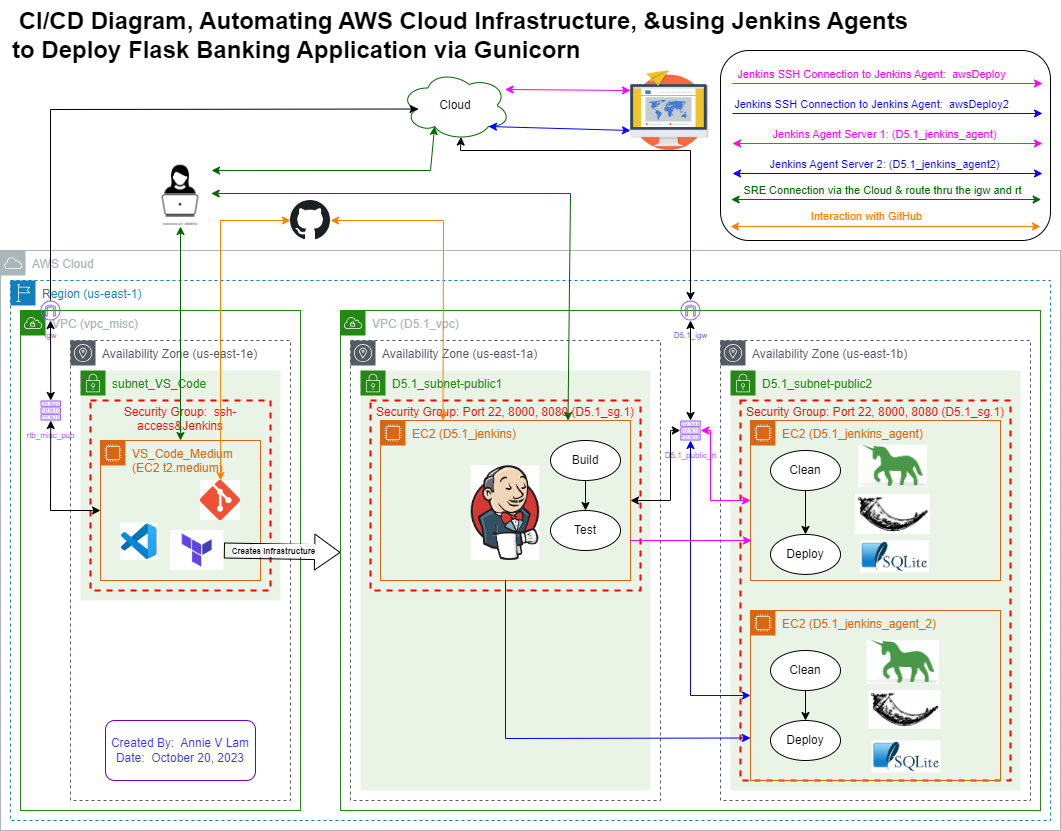 CI/CD Diagram, Automating AWS Cloud Infrastructure, &using Jenkins Agents
to Deploy Flask Banking Application via Gunicorn
Jenkins SSH Connection to Jenkins Agent:  awsDeploy
Jenkins SSH Connection to Jenkins Agent:  awsDeploy2
Jenkins Agent Server 1: (D5.1_jenkins_agent)
Jenkins Agent Server 2: (D5.1_jenkins_agent2)
SRE Connection via the Cloud & route thru the igw and rt
Interaction with GitHub
Cloud
AWS Cloud
Region (us-east-1)
igw
VPC (vpc_misc)
Availability Zone (us-east-1e)
subnet_VS_Code
Security Group:  ssh-
access&Jenkins
rtb_misc_pub
VS_Code_Medium
(EC2 t2.medium)
Creates Infrastructure
Created By:  Annie V Lam
Date:  October 20, 2023
VPC (D5.1_vpc)
Availability Zone (us-east-1a)
D5.1_subnet-public1
Security Group: Port 22, 8000, 8080 (D5.1_sg.1)
EC2 (D5.1_jenkins)
Build
Test
D5.1_igw
D5.1_public_rt
Availability Zone (us-east-1b)
D5.1_subnet-public2
Security Group: Port 22, 8000, 8080 (D5.1_sg.1)
EC2 (D5.1_jenkins_agent)
Clean
Deploy
SQLite
EC2 (D5.1_jenkins_agent_2)
Clean
Deploy
SQLite